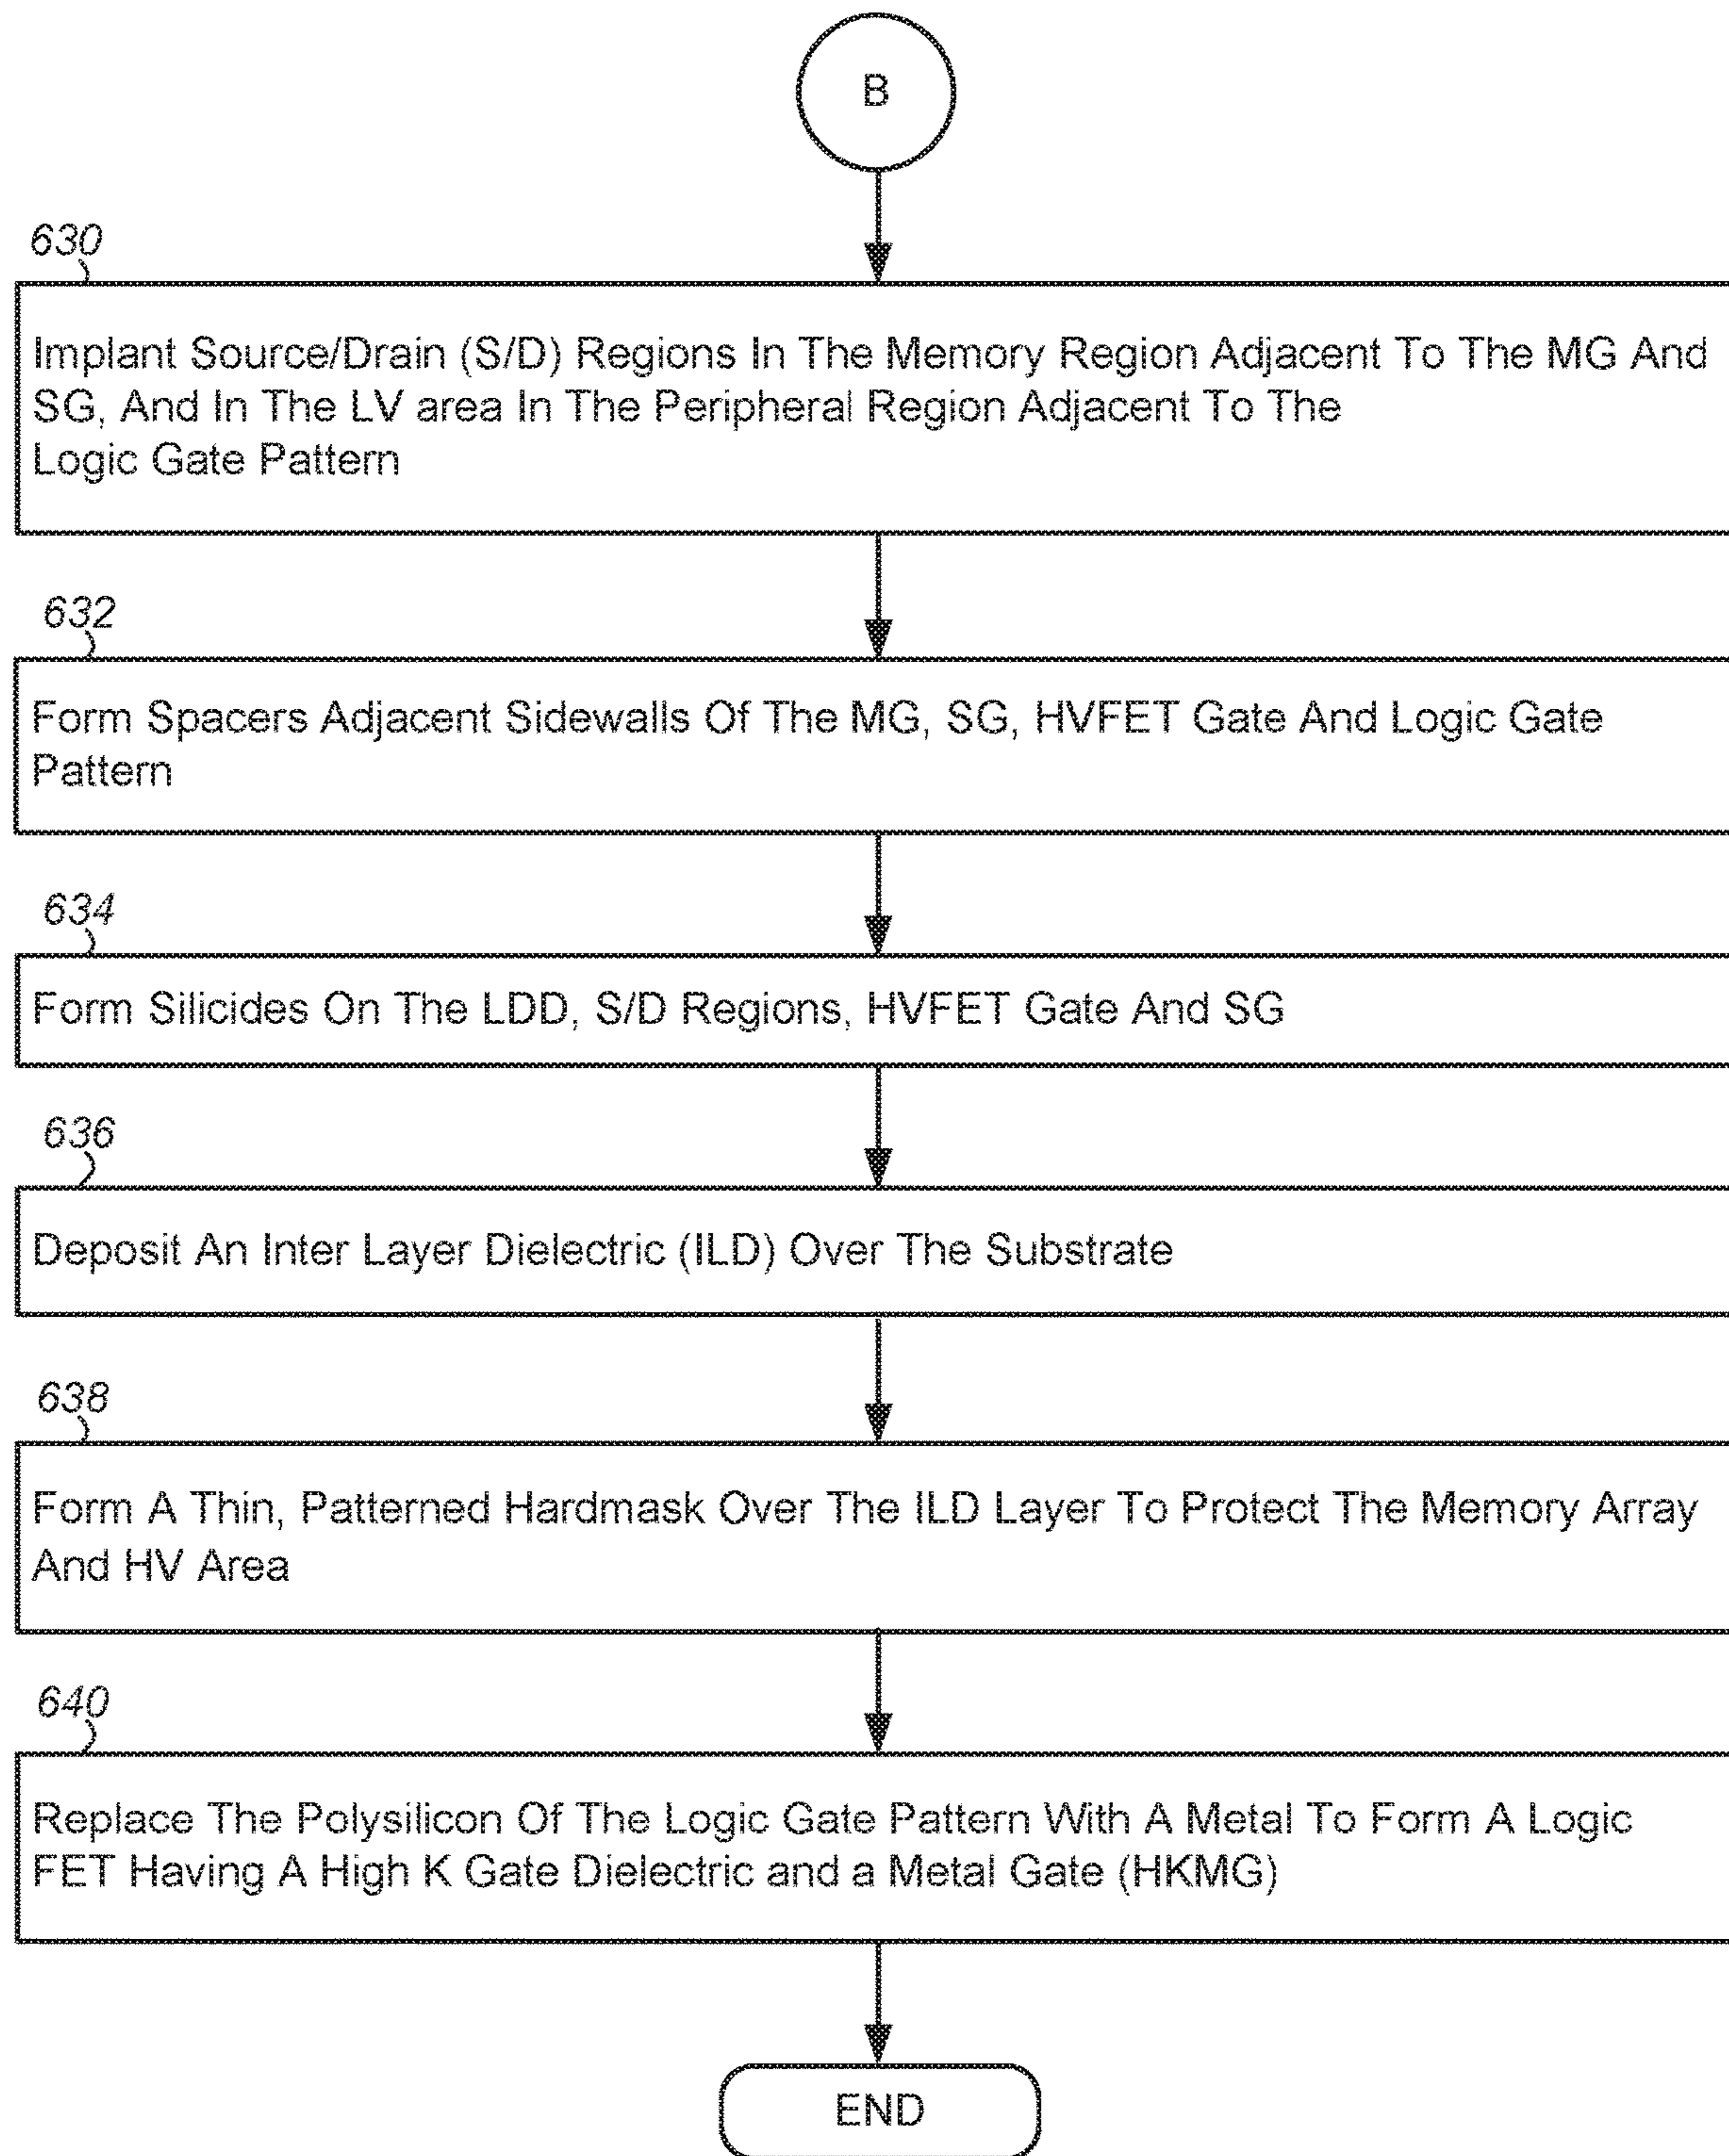 B
630
Implant Source/Drain (S/D) Regions In The Memory Region Adjacent To The MG And
SG, And In The LV area In The Peripheral Region Adjacent To The
Logic Gate Pattern
632
Form Spacers Adjacent Sidewalls Of The MG, SG, HVFET Gate And Logic Gate
Pattern
634
Form Silicides On The LDD, S/D Regions, HVFET Gate And SG
636
Deposit An Inter Layer Dielectric (ILD) Over The Substrate
638
Form A Thin, Patterned Hardmask Over The ILD Layer To Protect The Memory Array
And HV Area
640
Replace The Polysilicon Of The Logic Gate Pattern With A Metal To Form A Logic
FET Having A High K Gate Dielectric and a Metal Gate (HKMG)
END